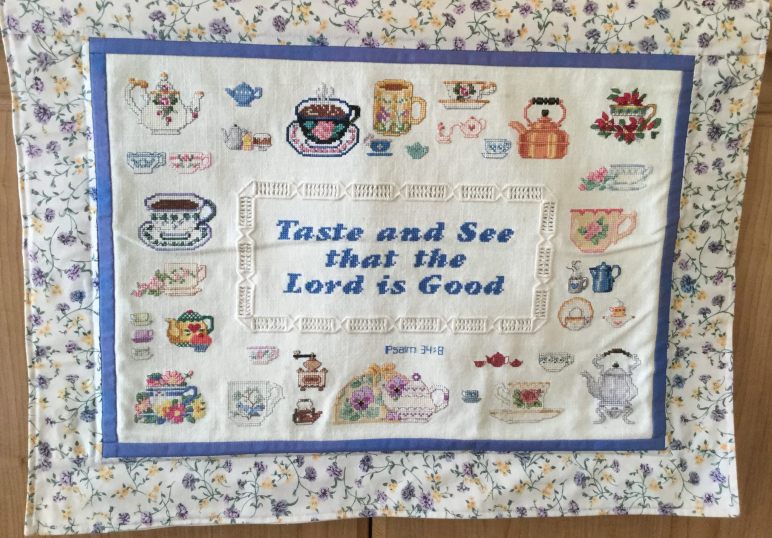 Taste and See
that the
Lord is Good
Psalm 34:8